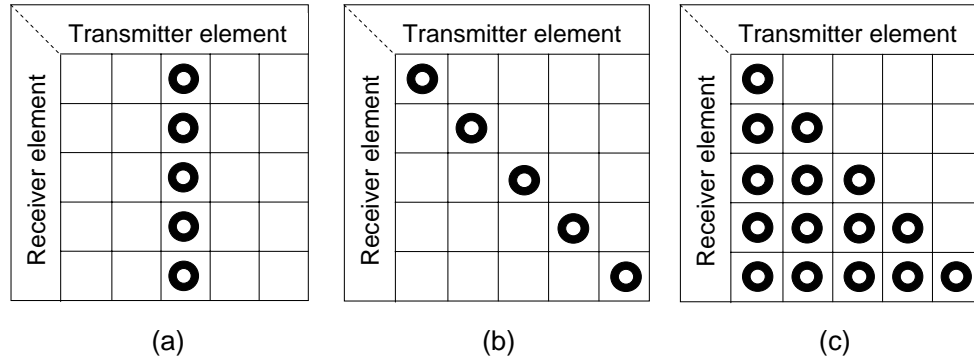 Transmitter element
Receiver element
Transmitter element
Receiver element
Transmitter element
Receiver element
(a)
(b)
(c)